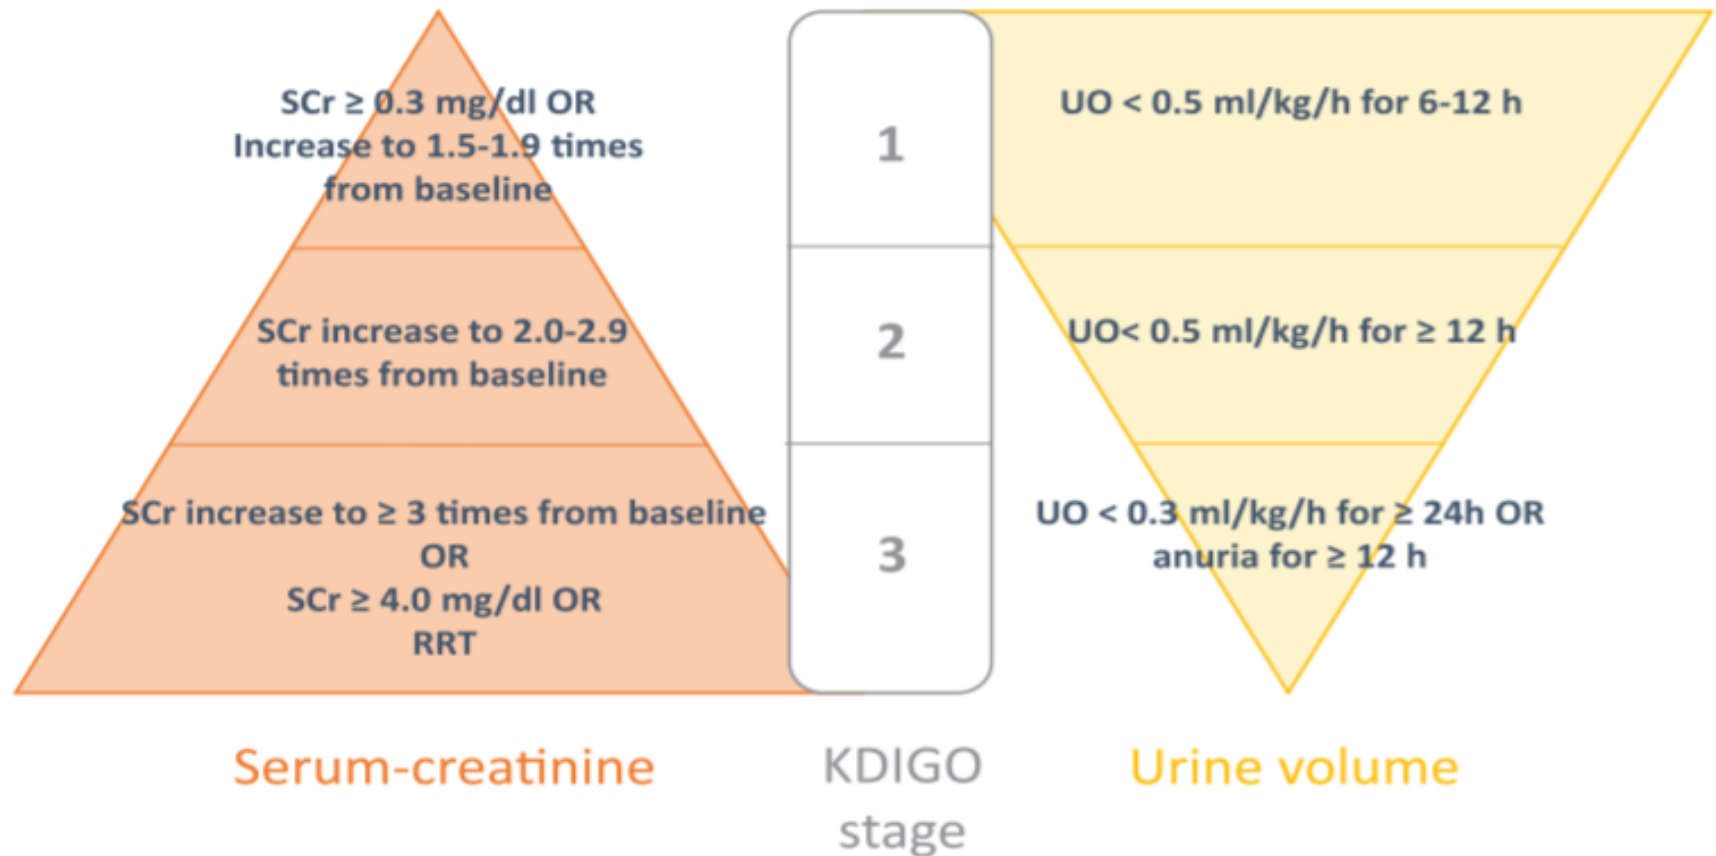 SCr ≥ 0.3 mg/dl OR
Increase to 1.5-1.9 times
from baseline
1
UO < 0.5 ml/kg/h for 6-12 h
SCr increase to 2.0-2.9
times from baseline
2
UO< 0.5 ml/kg/h for ≥ 12 h
SCr increase to ≥ 3 times from baseline
OR
SCr ≥ 4.0 mg/dl OR
RRT
3
UO < 0.3 ml/kg/h for ≥ 24h OR
anuria for ≥ 12 h
Serum-creatinine
KDIGO
stage
Urine volume